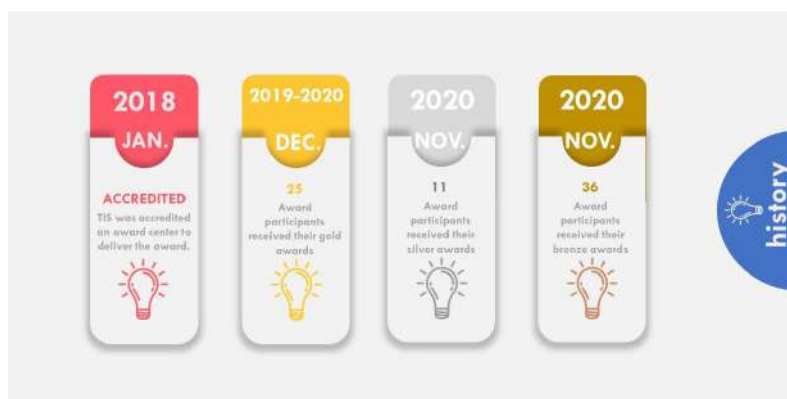 2018
JAN.
ACCREDITED
TIS was accredited
an award center to
deliver the award.
2019-2020
DEC.
25
Award
participants
received their gold
awards
2020
NOV.
11
Award
participants
received their
silver awards
2020
NOV.
36
Award
participants
received their
bronze awards
history